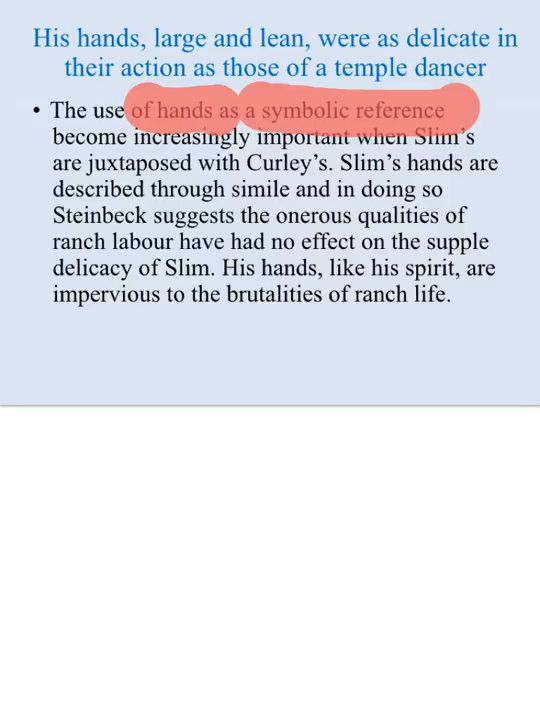 His hands, large and lean, were as delicate in
their action as those of a temple dancer
• The use of hands as a symbolic reference
become increasingly important when Slim’s
are juxtaposed with Curley’s. Slim’s hands are
described through simile and in doing so
Steinbeck suggests the onerous qualities of
ranch labour have had no effect on the supple
delicacy of Slim. His hands, like his spirit, are
impervious to the brutalities of ranch life.